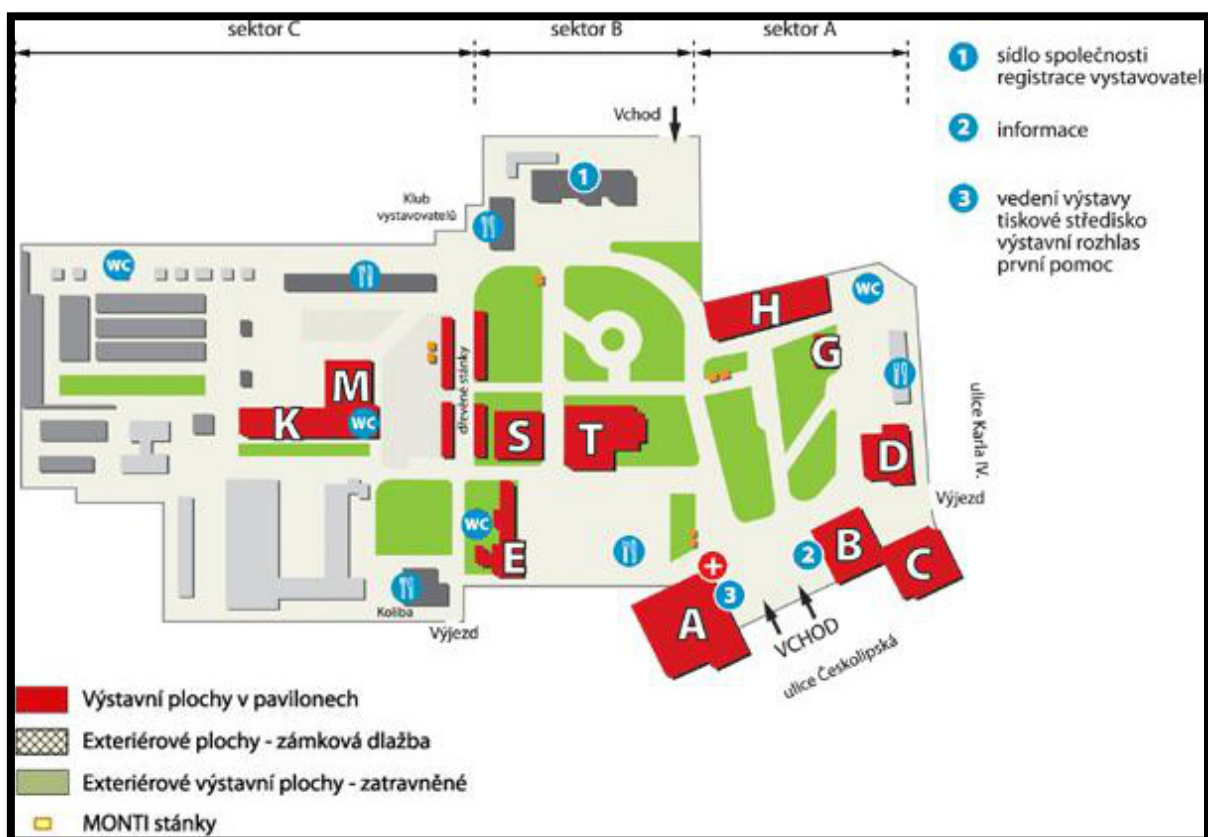 sektor C
sektor B
sektor A
1
sídlo společnosti
registrace vystavovatelů
2
informace
3
vedení výstavy
tiskové středisko
výstavní rozhlas
první pomoc
Vchod
1
Klub
vystavovatelů
WC
H
WC
G
M
K
WC
dřevěné stánky
S
T
D
ulice Karla IV.
Výjezd
WC
E
2
B
C
3
A
VCHOD
ulice Českolipská
Koliba
Výjezd
Výstavní plochy v pavilonech
Exteriérové plochy - zámková dlažba
Exteriérové výstavní plochy - zatravněné
MONTI stánky